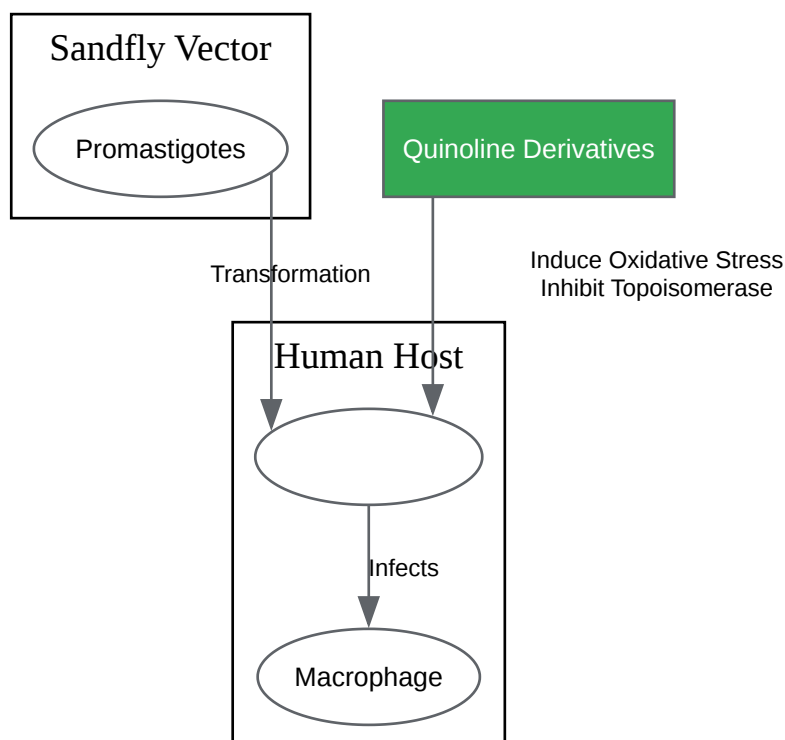 Sandfly Vector
Promastigotes
Quinoline Derivatives
Transformation
Induce Oxidative Stress
Inhibit Topoisomerase
Human Host
Infects
Macrophage